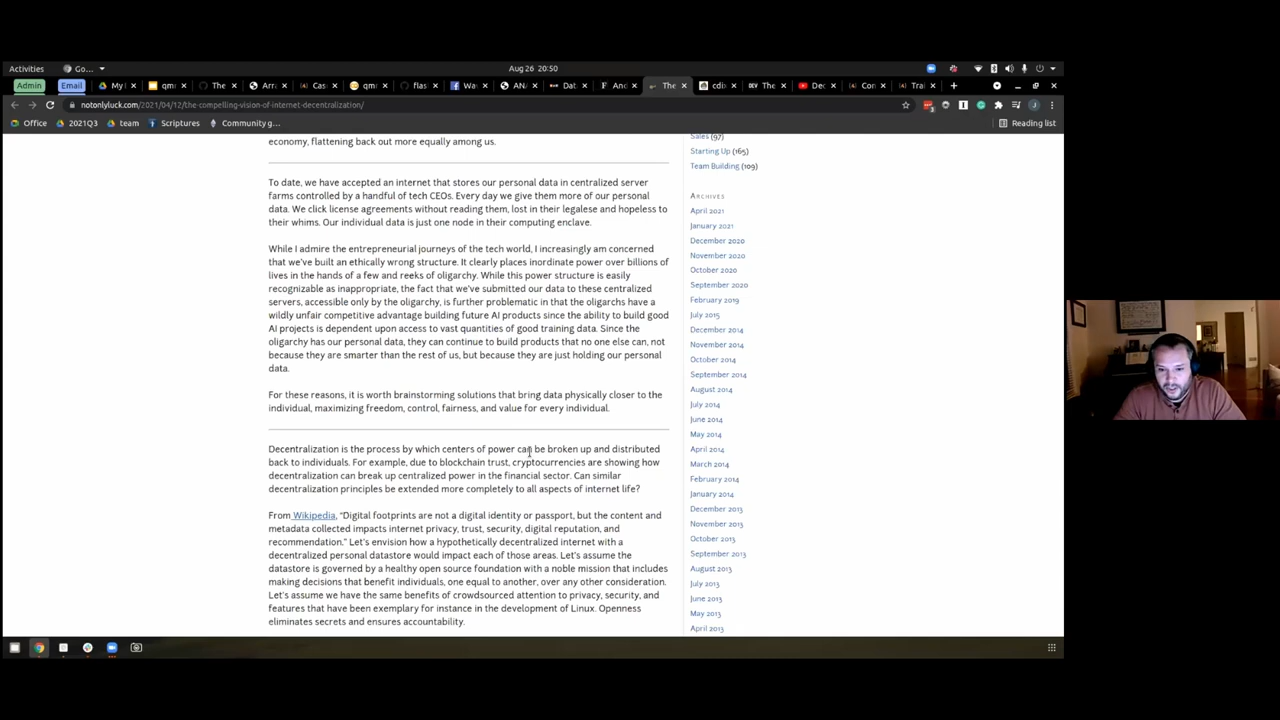 Activities
Go...
Aug 26 20:50
Admin
Email
My
qm
The
Arra
Cas
qm
flas
Wa
AN
Dat
Ano
The
cdi
The
Dec
Con
Trai
notonlyluck.com/2021/04/12/the-compelling-vision-of-internet-decentralization/
Office
2021Q3
team
Scriptures
Community g...
Reading list
economy, flattening back out more equally among us.
To date, we have accepted an internet that stores our personal data in centralized server
farms controlled by a handful of tech CEOs. Every day we give them more of our personal
data. We click license agreements without reading them, lost in their legalese and hopeless to
their whims. Our individual data is just one node in their computing enclave.
While I admire the entrepreneurial journeys of the tech world, I increasingly am concerned
that we've built an ethically wrong structure. It clearly places inordinate power over billions of
lives in the hands of a few and reeks of oligarchy. While this power structure is easily
recognizable as inappropriate, the fact that we've submitted our data to these centralized
servers, accessible only by the oligarchy, is further problematic in that the oligarchs have a
wildly unfair competitive advantage building future AI products since the ability to build good
AI projects is dependent upon access to vast quantities of good training data. Since the
oligarchy has our personal data, they can continue to build products that no one else can, not
because they are smarter than the rest of us, but because they are just holding our personal
data.
For these reasons, it is worth brainstorming solutions that bring data physically closer to the
individual, maximizing freedom, control, fairness, and value for every individual.
Decentralization is the process by which centers of power can be broken up and distributed
back to individuals. For example, due to blockchain trust, cryptocurrencies are showing how
decentralization can break up centralized power in the financial sector. Can similar
decentralization principles be extended more completely to all aspects of internet life?
From Wikipedia, “Digital footprints are not a digital identity or passport, but the content and
metadata collected impacts internet privacy, trust, security, digital reputation, and
recommendation.” Let's envision how a hypothetically decentralized internet with a
decentralized personal datastore would impact each of those areas. Let's assume the
datastore is governed by a healthy open source foundation with a noble mission that includes
making decisions that benefit individuals, one equal to another, over any other consideration.
Let's assume we have the same benefits of crowdsourced attention to privacy, security, and
features that have been exemplary for instance in the development of Linux. Openness
eliminates secrets and ensures accountability.
Sales (97)
Starting Up (165)
Team Building (109)
Archives
April 2021
January 2021
December 2020
November 2020
October 2020
September 2020
February 2019
July 2015
December 2014
November 2014
October 2014
September 2014
August 2014
July 2014
June 2014
May 2014
April 2014
March 2014
February 2014
January 2014
December 2013
November 2013
October 2013
September 2013
August 2013
July 2013
June 2013
May 2013
April 2013